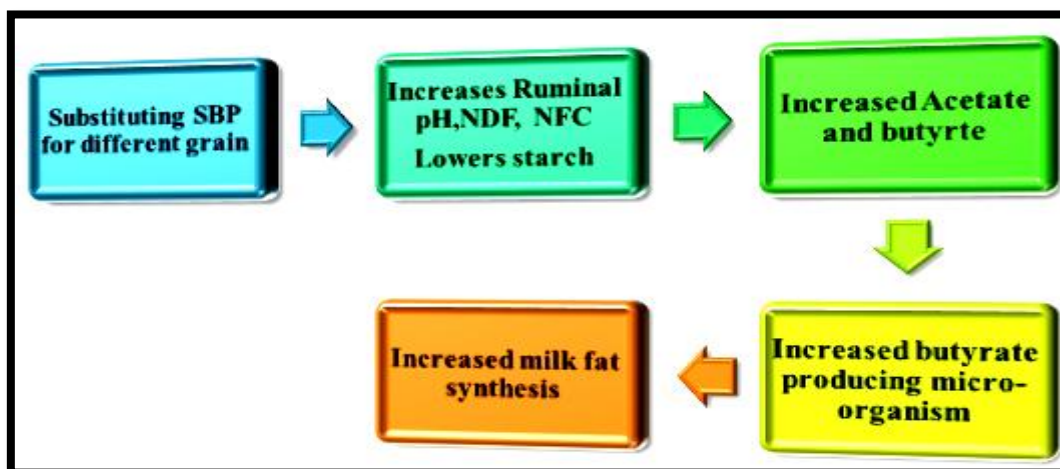 Substituting SBP
for different grain
Increases Ruminal
pH,NDF, NFC
Lowers starch
Increased Acetate
and butyrte
Increased butyrate
producing micro-
organism
Increased milk fat
synthesis